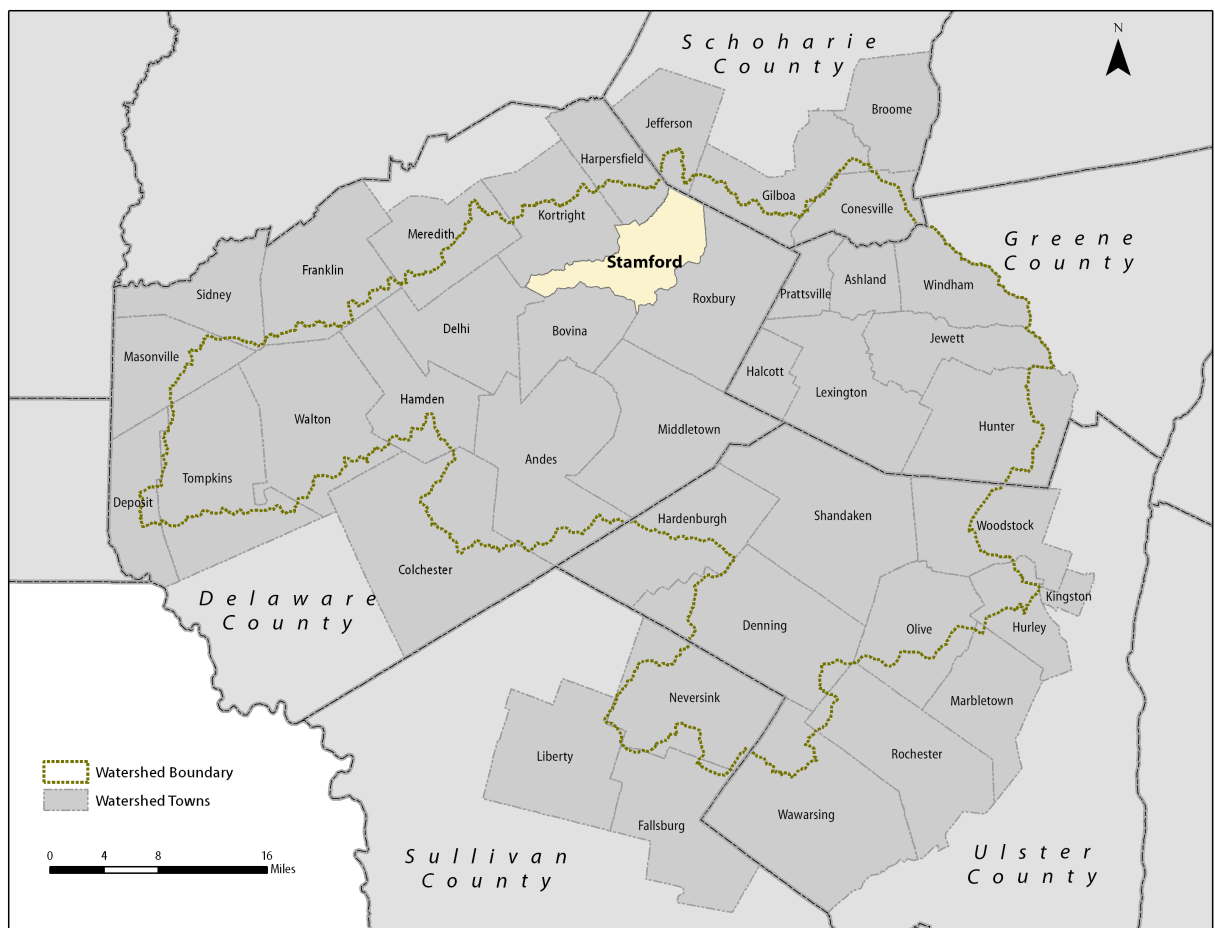 Schoharie
County
N
Broome
Jefferson
Harpersfield
Gilboa
Conesville
Kortright
Meredith
Greene
County
Stamford
Franklin
Sidney
Roxbury
Prattsville
Ashland
Windham
Delhi
Bovina
Jewett
Masonville
Halcott
Lexington
Hamden
Walton
Middletown
Hunter
Andes
Tompkins
Deposit
Hardenburgh
Shandaken
Woodstock
Colchester
Delaware
County
Kingston
Denning
Olive
Hurley
Neversink
Marbletown
Liberty
Rochester
Watershed Boundary
Watershed Towns
Wawarsing
Fallsburg
0 4 8 16
Miles
Sullivan
County
Ulster
County